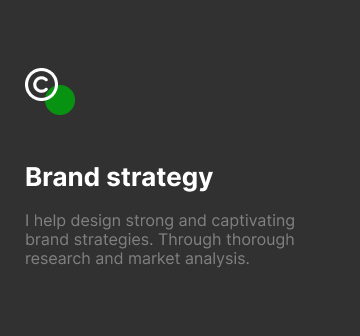 ©
Brand strategy
I help design strong and captivating
brand strategies. Through thorough
research and market analysis.